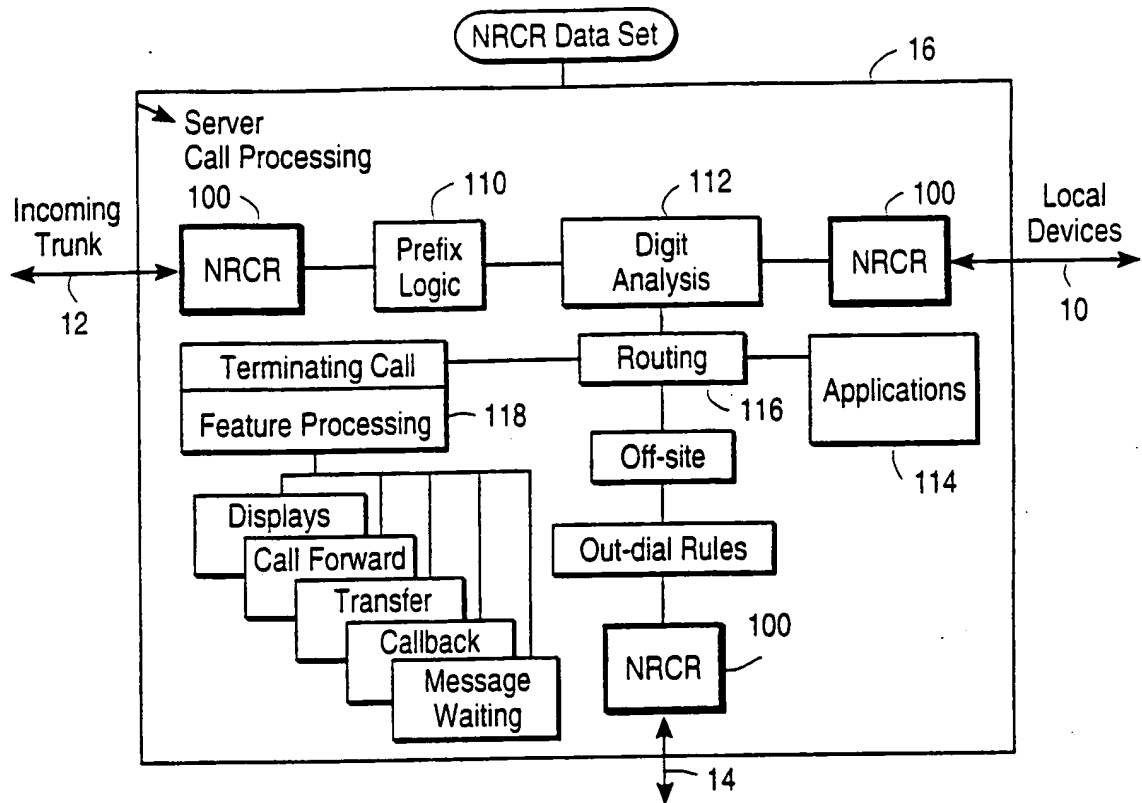 NRCR Data Set
16
Server
Call Processing
Incoming
Trunk
12
100
NRCR
110
Prefix
Logic
112
Digit
Analysis
100
NRCR
Local
Devices
10
Terminating Call
Feature Processing
118
Routing
116
Applications
114
Off-site
Out-dial Rules
Displays
Call Forward
Transfer
Callback
Message
Waiting
100
NRCR
14